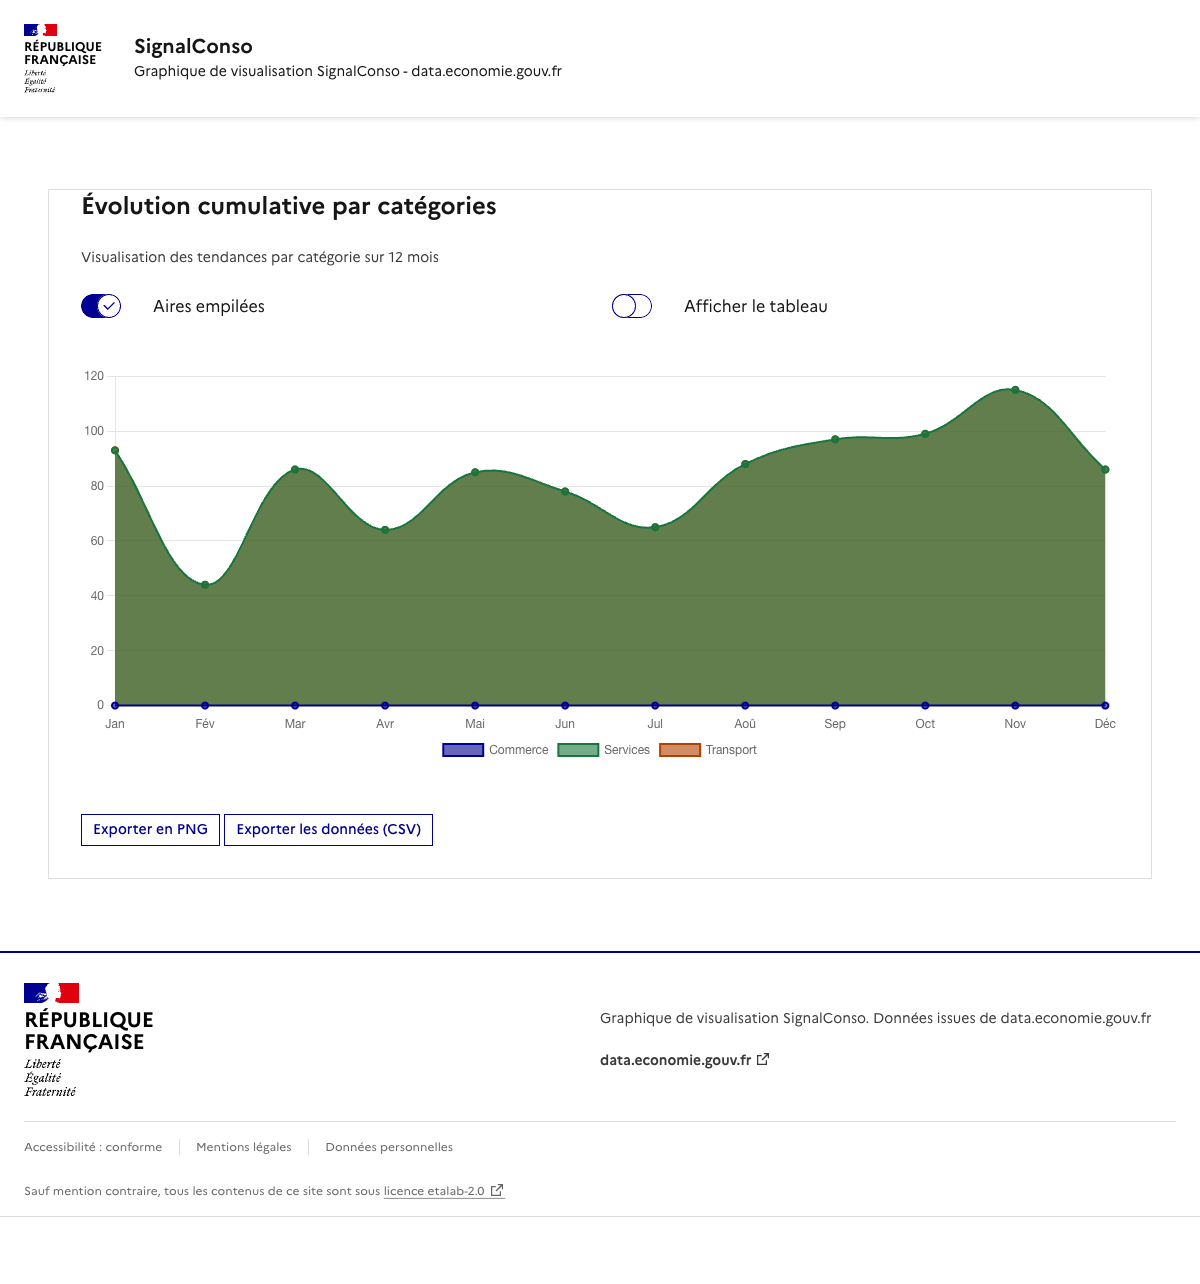 RÉPUBLIQUE
FRANÇAISE
Liberté
Égalité
Fraternité
SignalConso
Graphique de visualisation SignalConso - data.economie.gouv.fr
Évolution cumulative par catégories
Visualisation des tendances par catégorie sur 12 mois
Aires empilées
Afficher le tableau
120
100
80
60
40
20
0
Jan Fév Mar Avr Mai Jun Jul Aoû Sep Oct Nov Déc
Commerce Services Transport
Exporter en PNG Exporter les données (CSV)
RÉPUBLIQUE
FRANÇAISE
Liberté
Égalité
Fraternité
Graphique de visualisation SignalConso. Données issues de data.economie.gouv.fr
data.economie.gouv.fr
Accessibilité : conforme Mentions légales Données personnelles
Sauf mention contraire, tous les contenus de ce site sont sous licence etalab-2.0